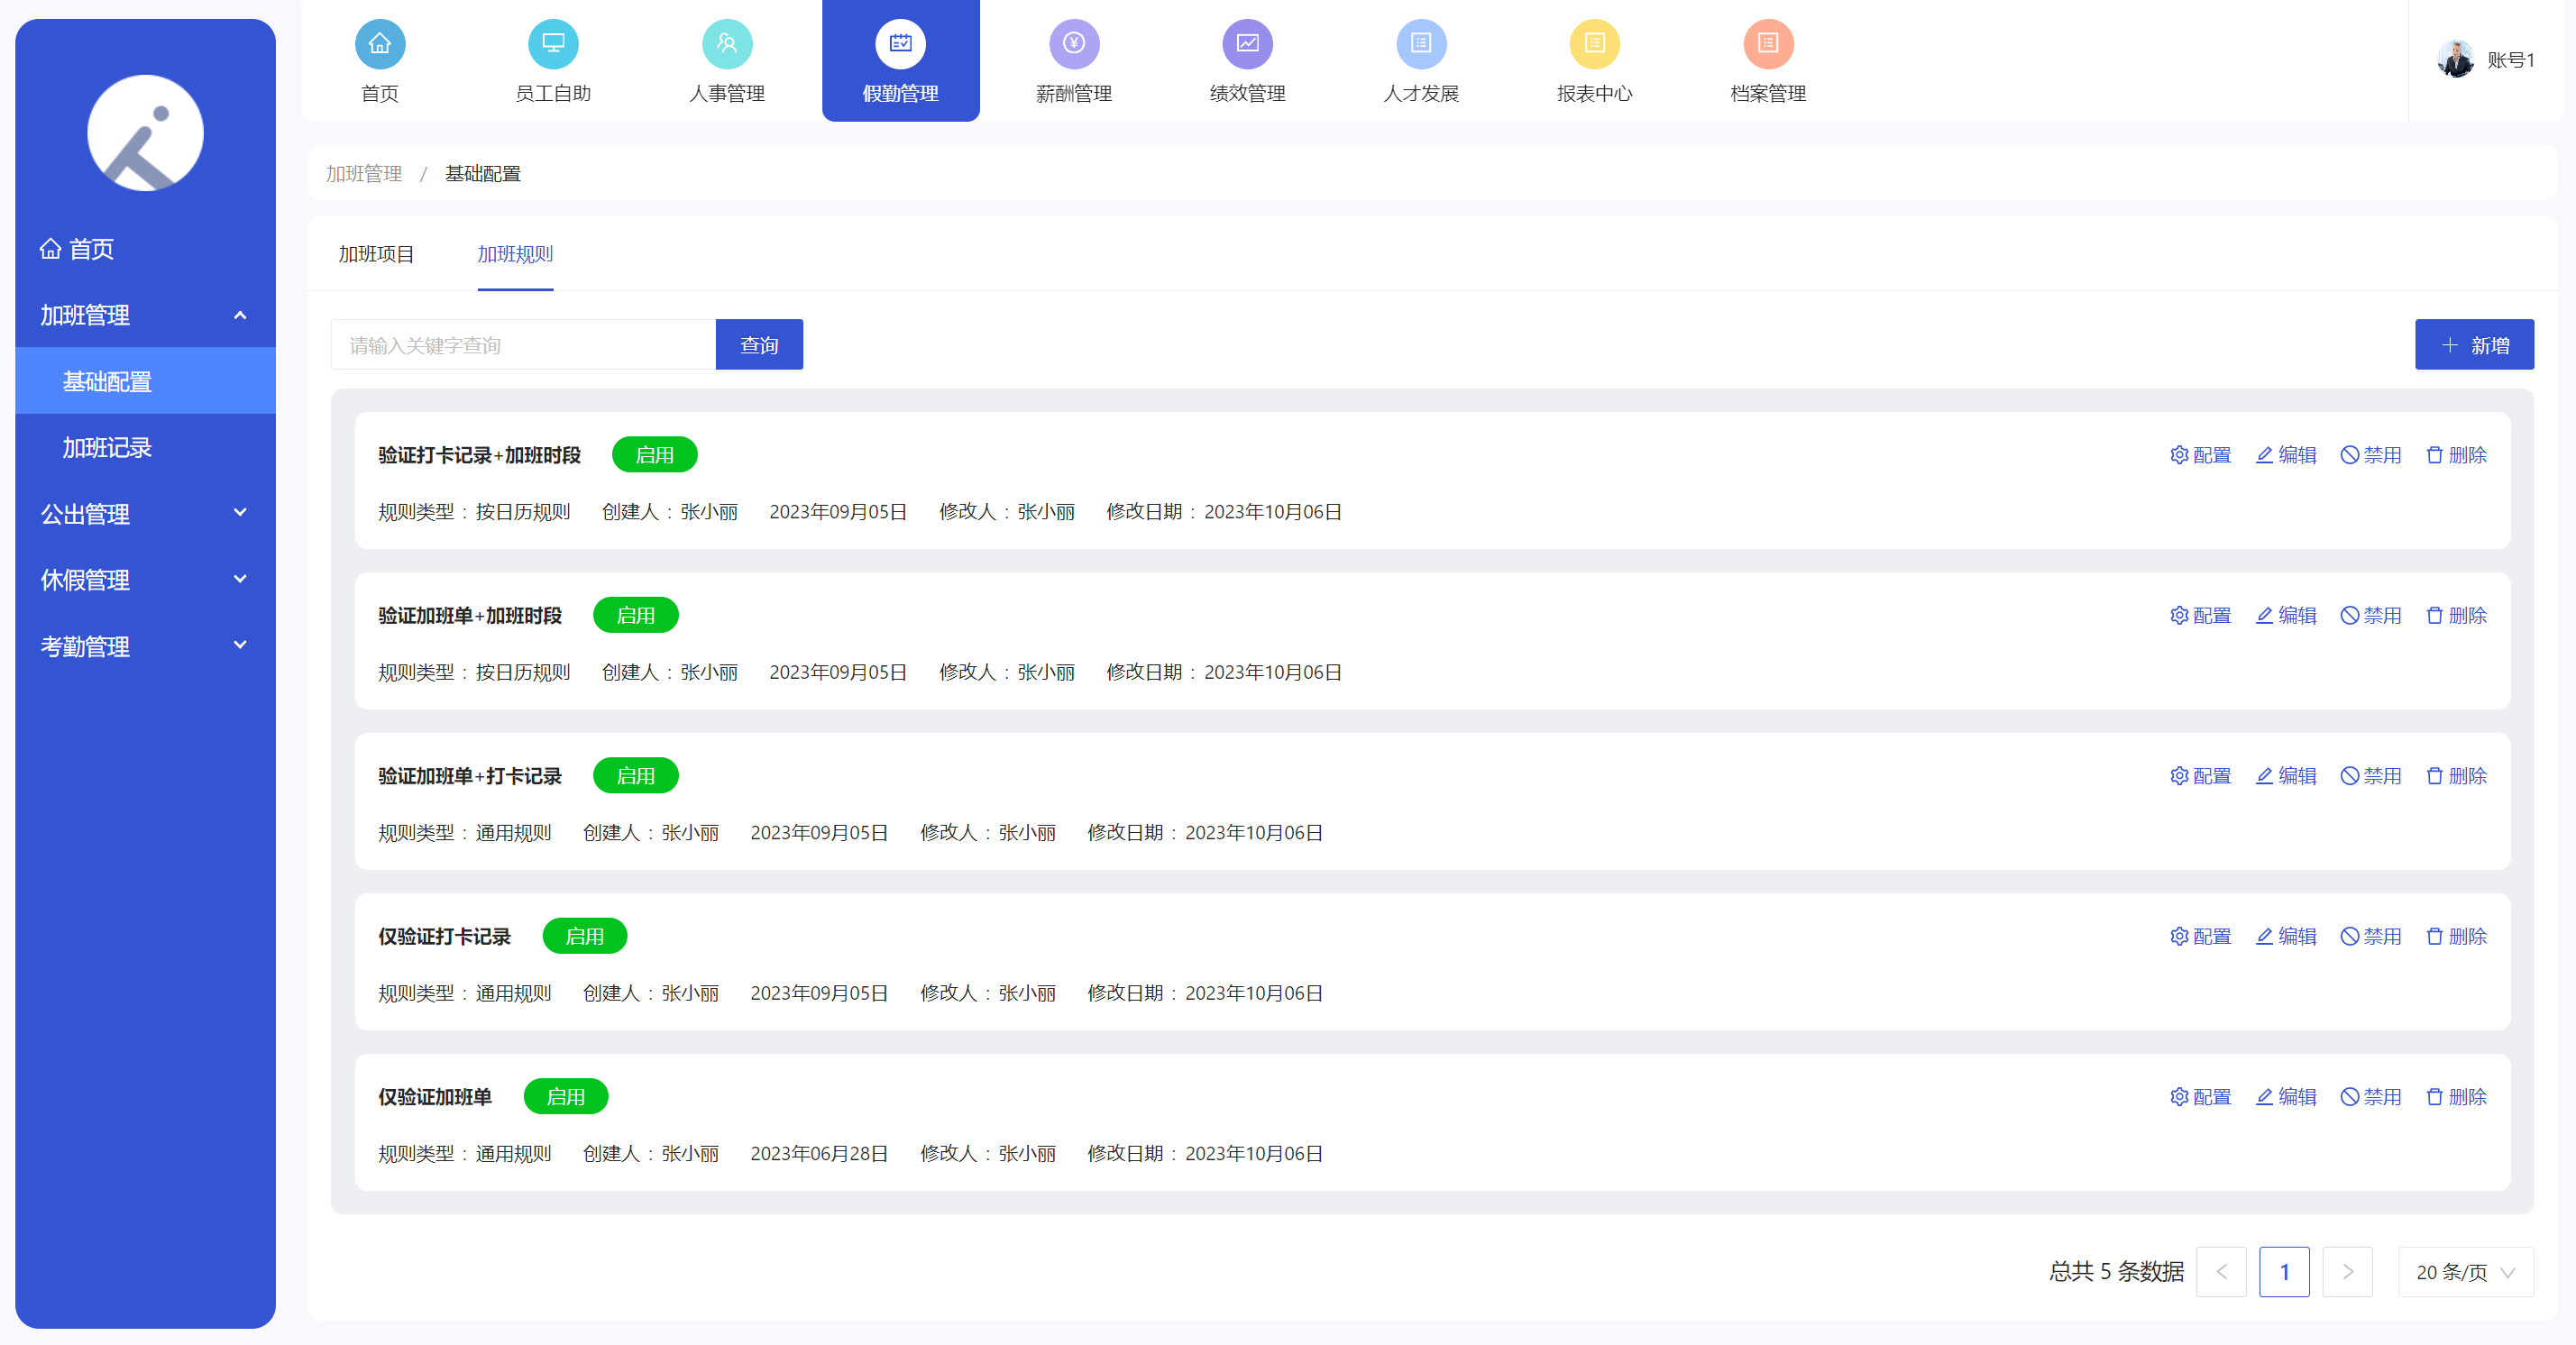 首页 员工自助 人事管理 假勤管理 薪酬管理 绩效管理 人才发展 报表中心 档案管理 账号1
首页
加班管理
基础配置
加班记录
公出管理
休假管理
考勤管理
加班管理 / 基础配置
加班项目 加班规则
请输入关键字查询 查询 新增
验证打卡记录+加班时段 启用 配置 编辑 禁用 删除
规则类型：按日历规则 创建人：张小丽 2023年09月05日 修改人：张小丽 修改日期：2023年10月06日
验证加班单+加班时段 启用 配置 编辑 禁用 删除
规则类型：按日历规则 创建人：张小丽 2023年09月05日 修改人：张小丽 修改日期：2023年10月06日
验证加班单+打卡记录 启用 配置 编辑 禁用 删除
规则类型：通用规则 创建人：张小丽 2023年09月05日 修改人：张小丽 修改日期：2023年10月06日
仅验证打卡记录 启用 配置 编辑 禁用 删除
规则类型：通用规则 创建人：张小丽 2023年09月05日 修改人：张小丽 修改日期：2023年10月06日
仅验证加班单 启用 配置 编辑 禁用 删除
规则类型：通用规则 创建人：张小丽 2023年06月28日 修改人：张小丽 修改日期：2023年10月06日
总共 5 条数据 < 1 > 20 条/页